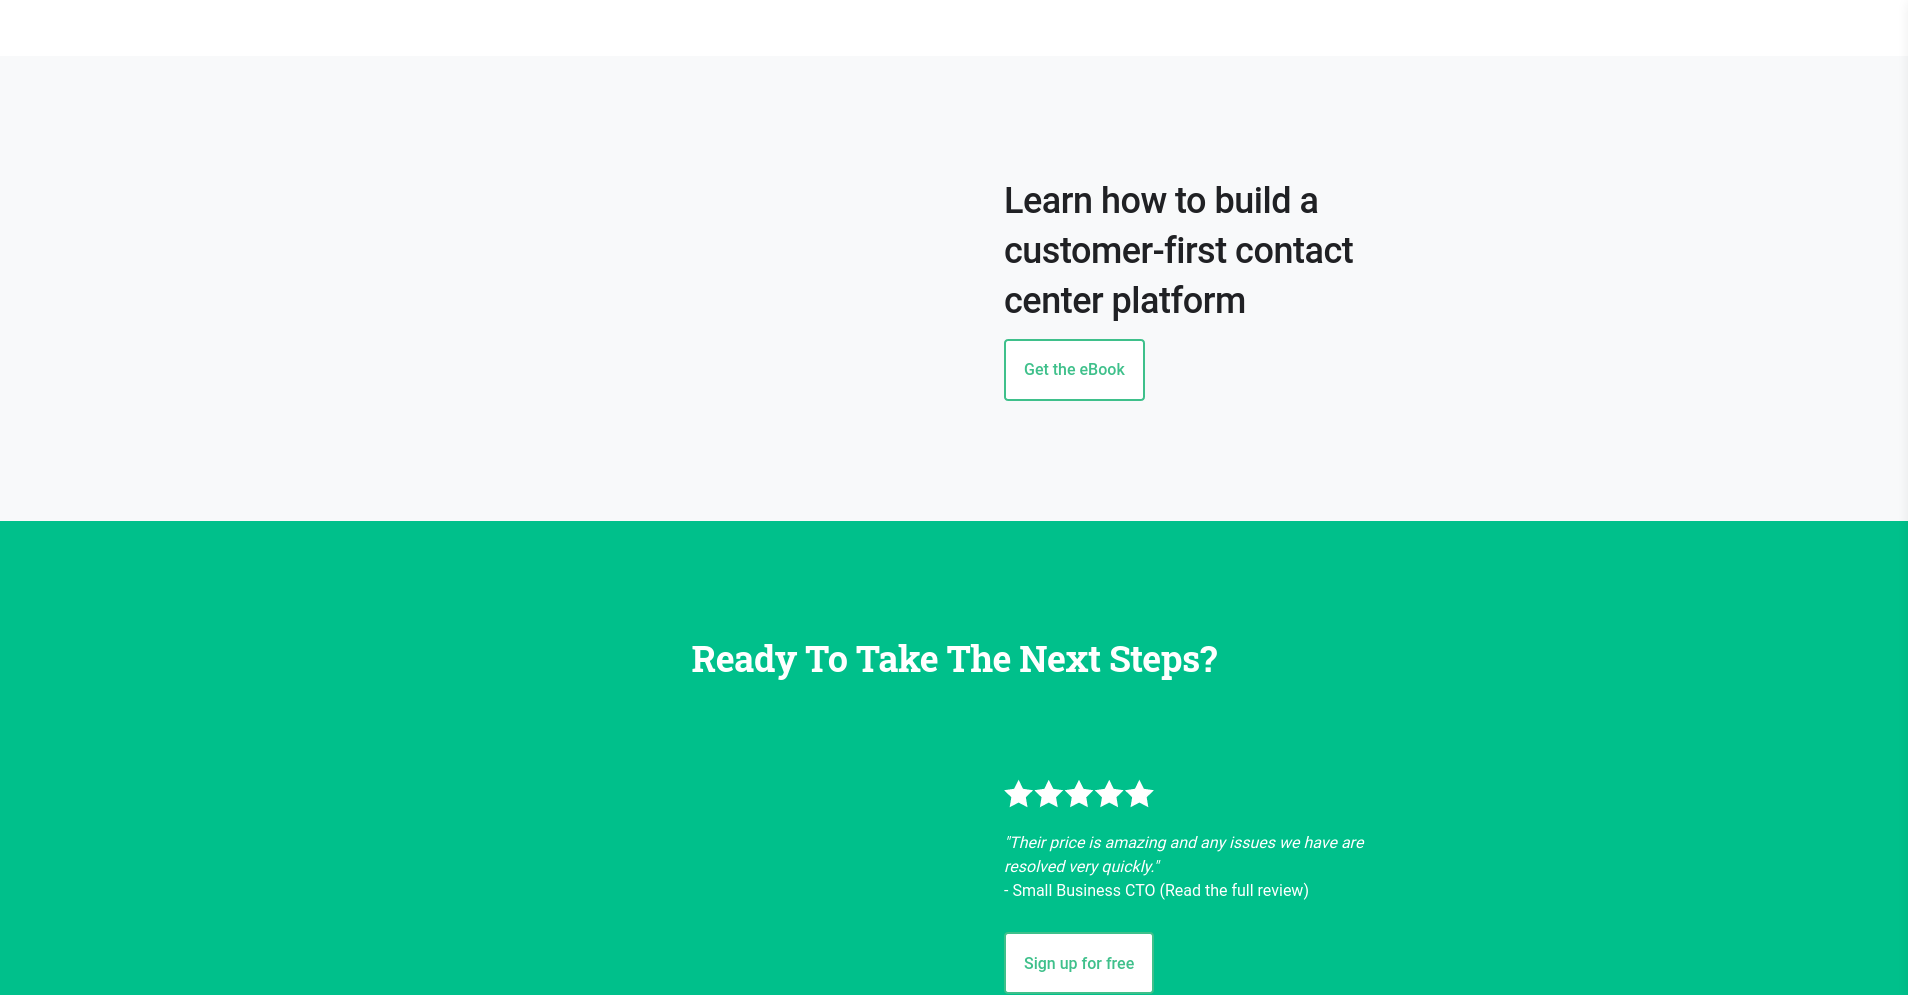 Learn how to build a
customer-first contact
center platform
Get the eBook
Ready To Take The Next Steps?
"Their price is amazing and any issues we have are
resolved very quickly."
- Small Business CTO (Read the full review)
Sign up for free